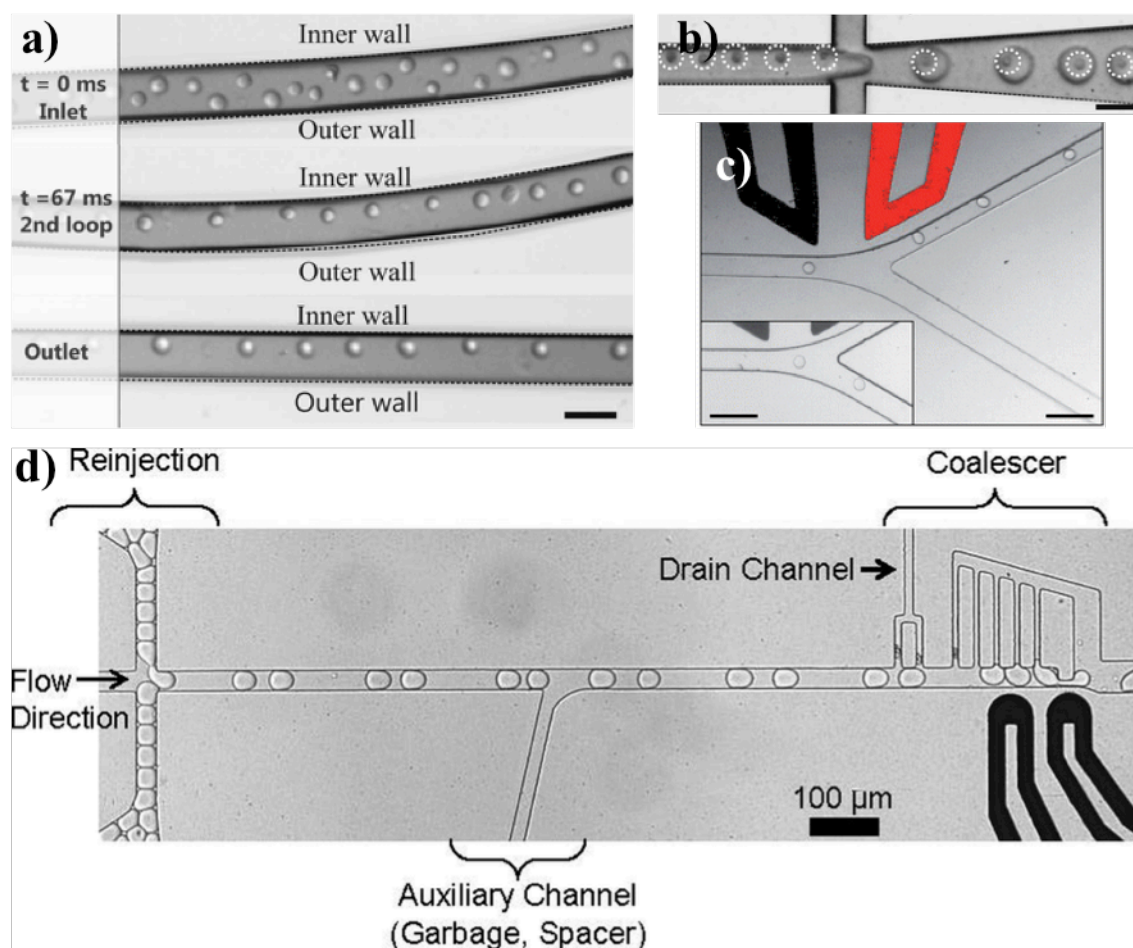 a)
Inner wall
t = 0 ms
Inlet
Outer wall
Inner wall
t =67 ms
2nd loop
Outer wall
Inner wall
Outlet
Outer wall
b)
c)
d)
Reinjection
Coalescer
Drain Channel
Flow
Direction
100 µm
Auxiliary Channel
(Garbage, Spacer)